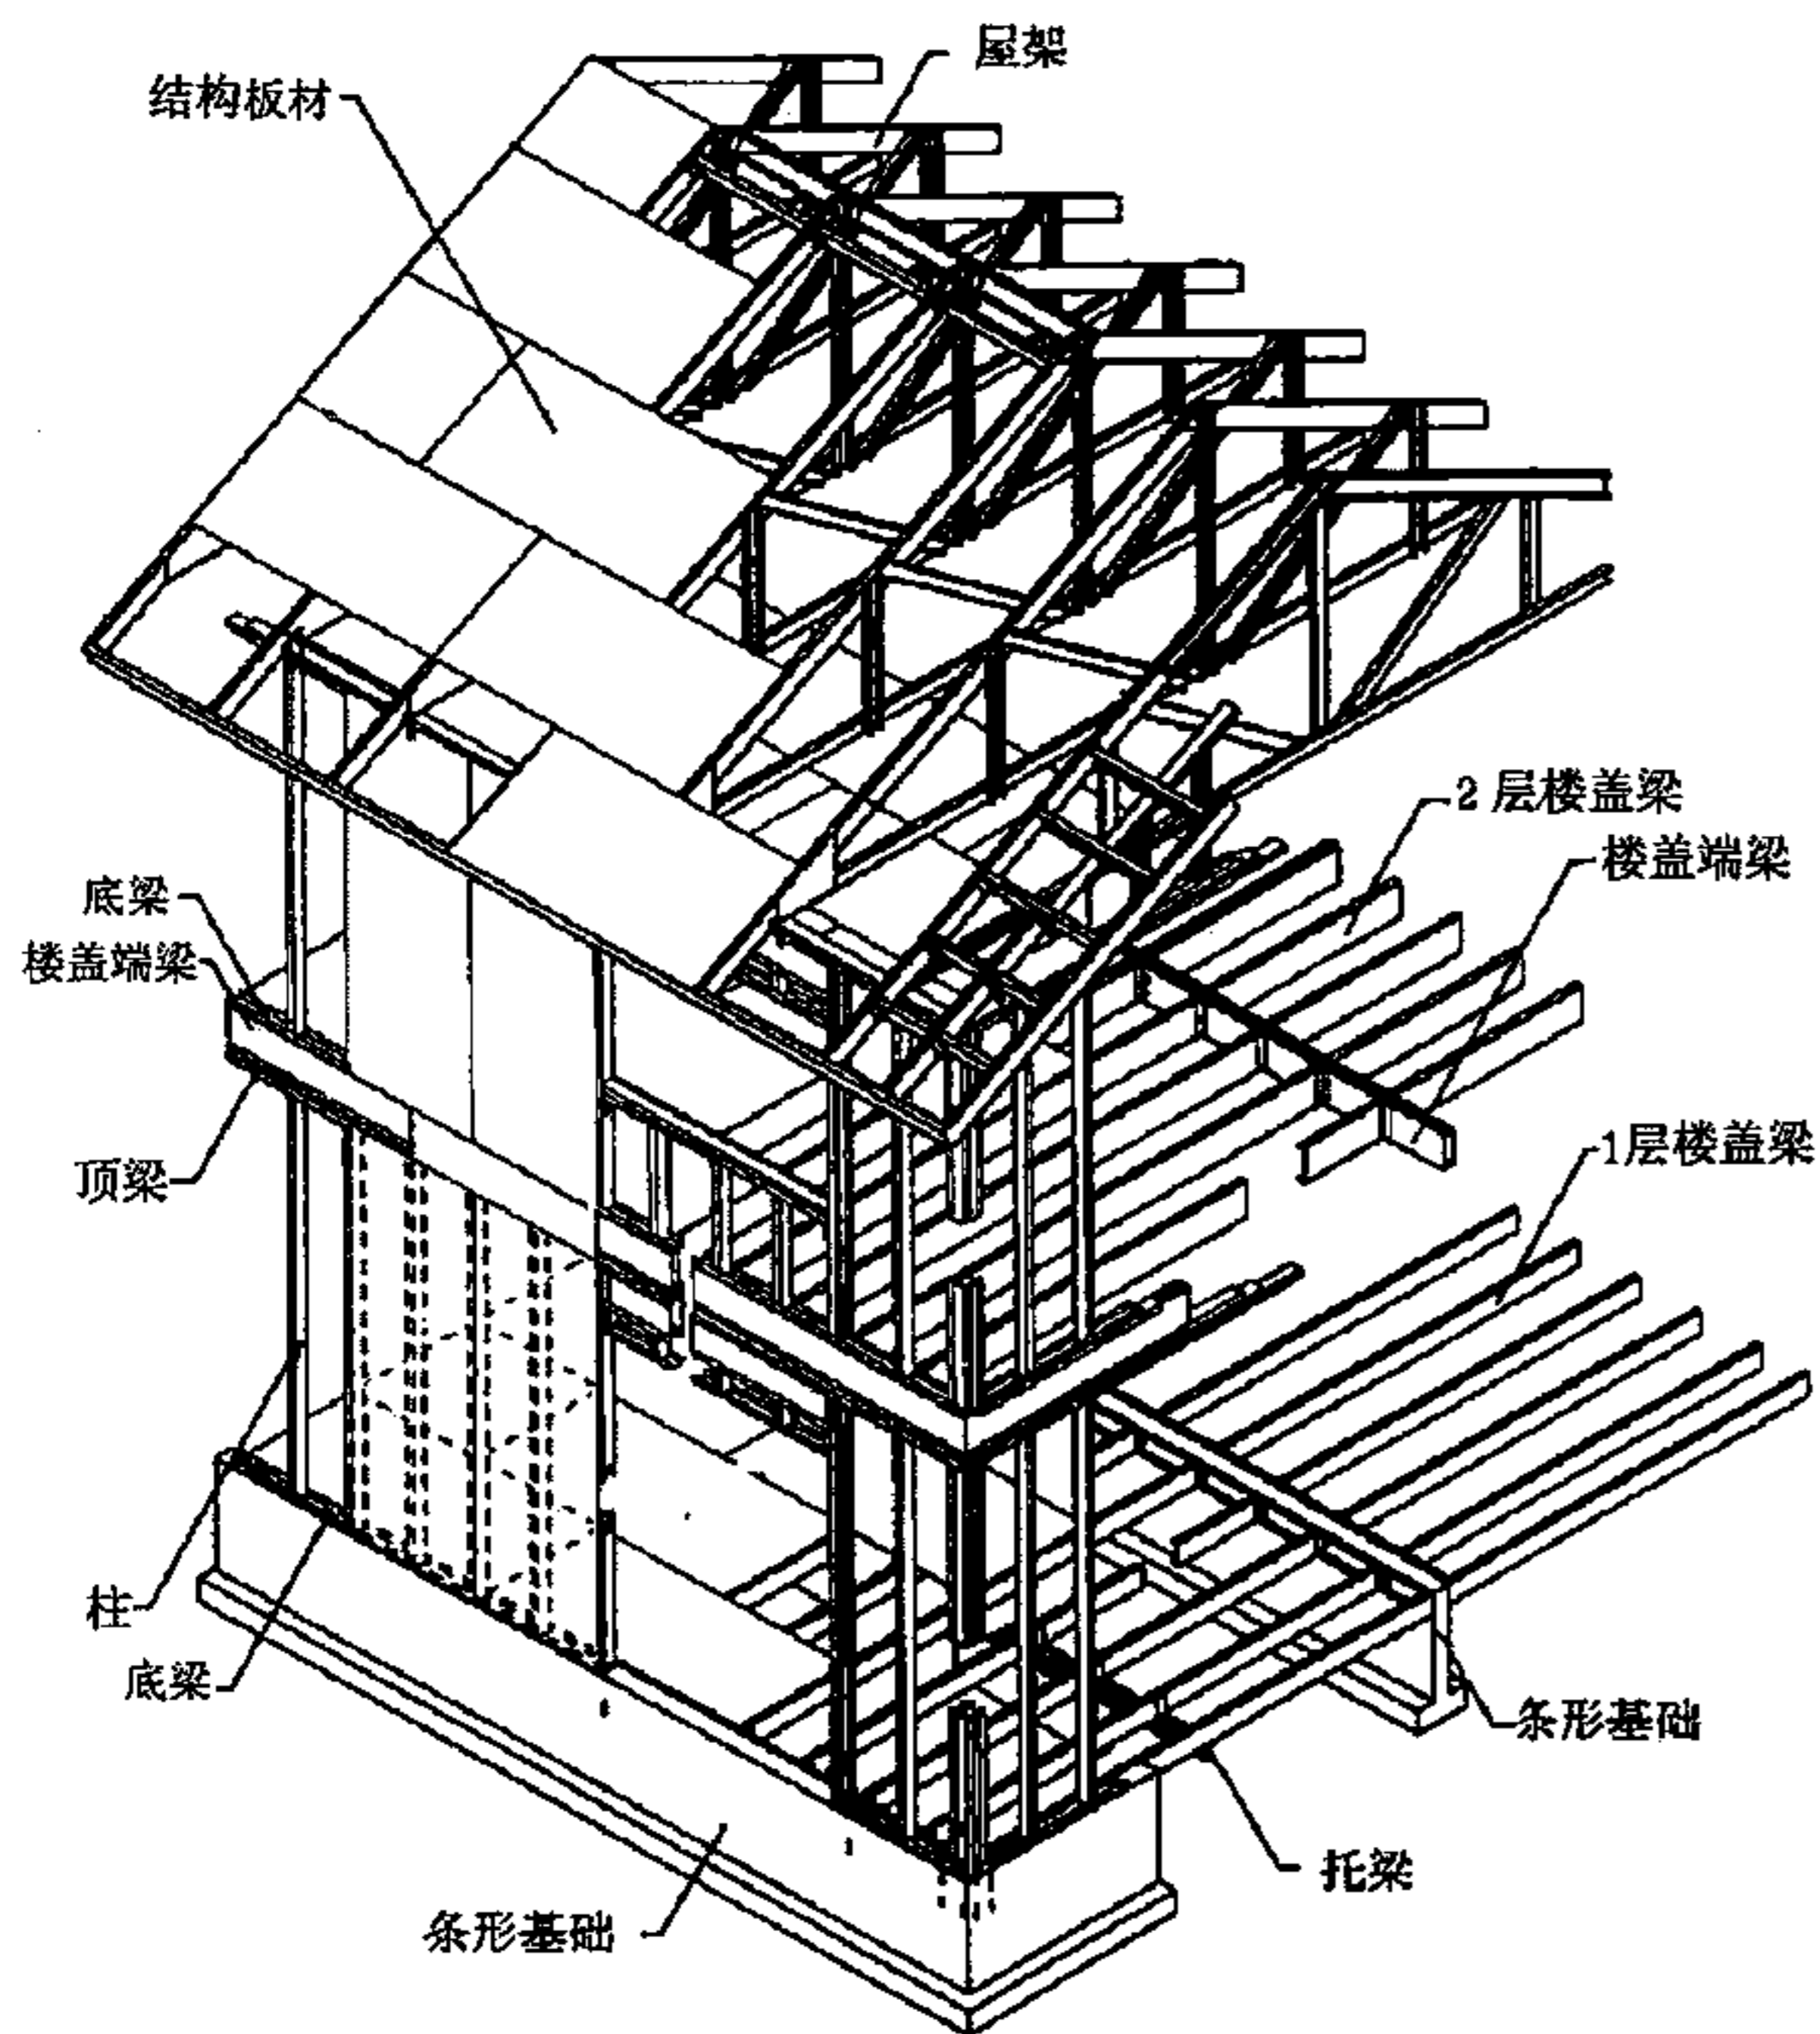 屋架
结构板材
2层楼盖梁
楼盖端梁
底梁
楼盖端梁
1层楼盖梁
顶梁
柱
底梁
条形基础
托梁
条形基础